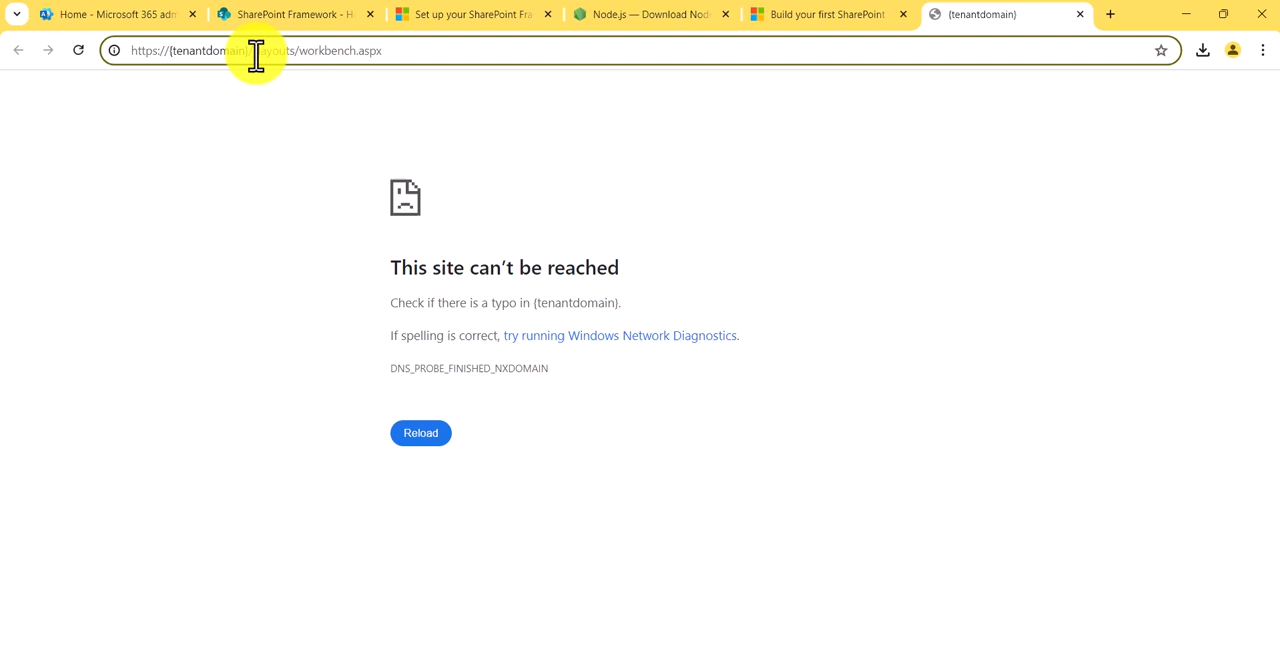 Home - Microsoft 365 adm
SharePoint Framework - H
Set up your SharePoint Fra
Node.js — Download Nod
Build your first SharePoint
{tenantdomain}
https://{tenantdomain}/_layouts/workbench.aspx
This site can't be reached
Check if there is a typo in {tenantdomain}.
If spelling is correct, try running Windows Network Diagnostics.
DNS_PROBE_FINISHED_NXDOMAIN
Reload